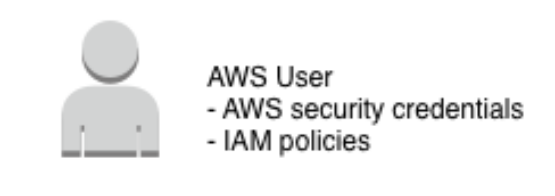 AWS User
- AWS security credentials
- IAM policies